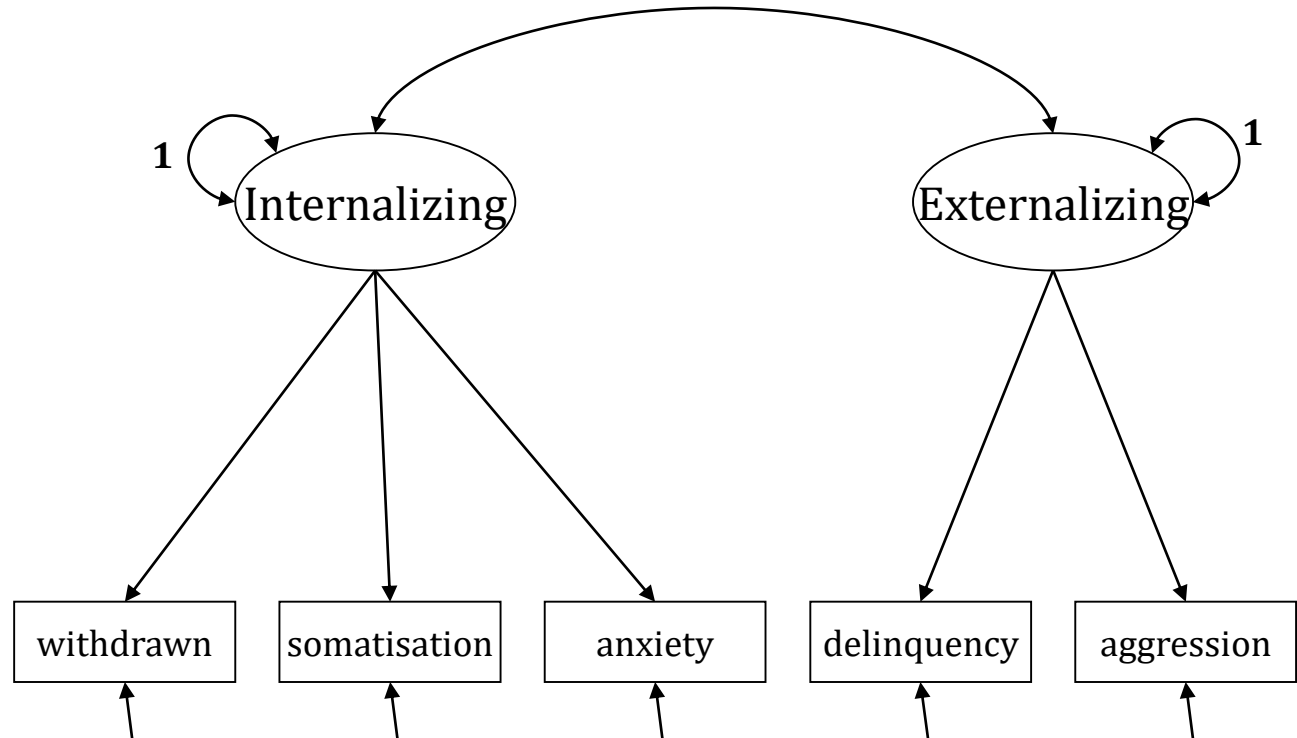 1
Internalizing
Externalizing
1
withdrawn
somatisation
anxiety
delinquency
aggression